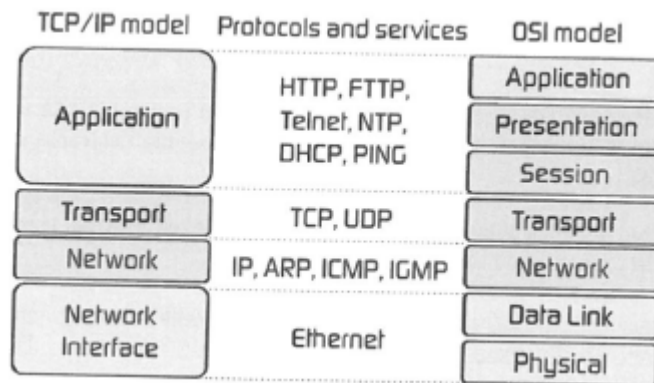 TCP/IP model Protocols and services OSI model
Application
HTTP, FTTP,
Telnet, NTP,
DHCP, PING
Application
Presentation
Session
Transport
TCP, UDP
Transport
Network
IP, ARP, ICMP, IGMP
Network
Network
Interface
Ethernet
Data Link
Physical